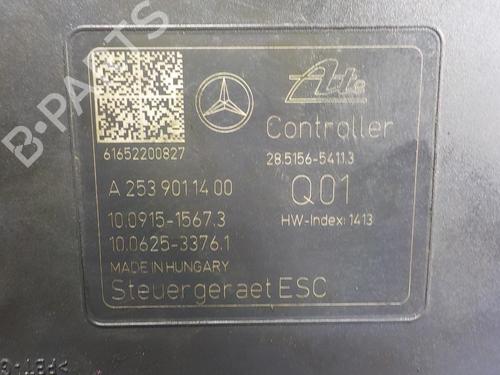 B-PARTS
Ate
Controller
61652200827
28.5156-5411.3
A 253 901 14 00
Q01
10.0915-1567.3
HW-Index: 1413
10.0625-3376.1
MADE IN HUNGARY
Steuergeraet ESC